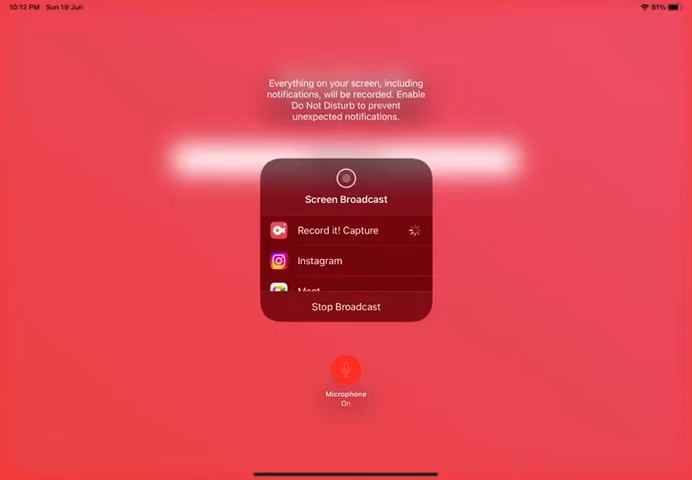 10:12 PM Sun 19 Jun
81%
Everything on your screen, including
notifications, will be recorded. Enable
Do Not Disturb to prevent
unexpected notifications.
Screen Broadcast
Record it! Capture
Instagram
Meet
Stop Broadcast
Microphone
On